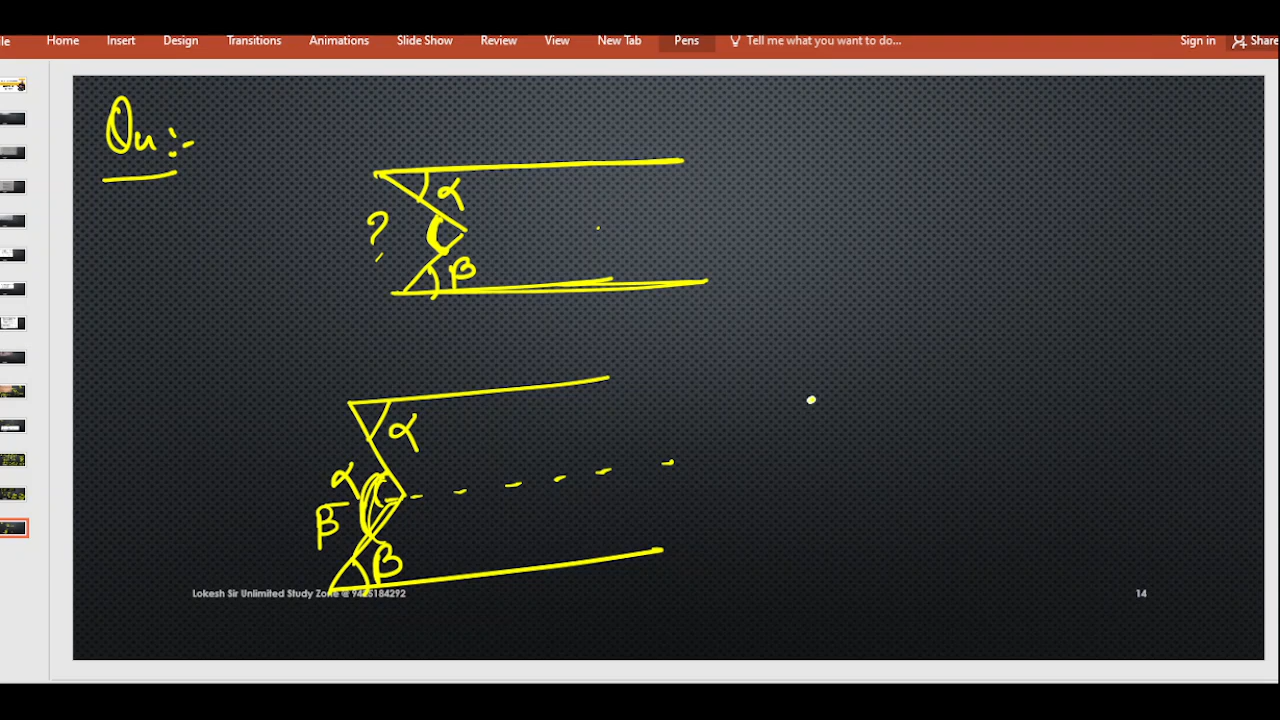 Home Insert Design Transitions Animations Slide Show Review View New Tab Pens Tell me what you want to do... Sign in Share
Qu :-
α
?
β
α
α
β
β
Lokesh Sir Unlimited Study Zone @ 9425184292 14